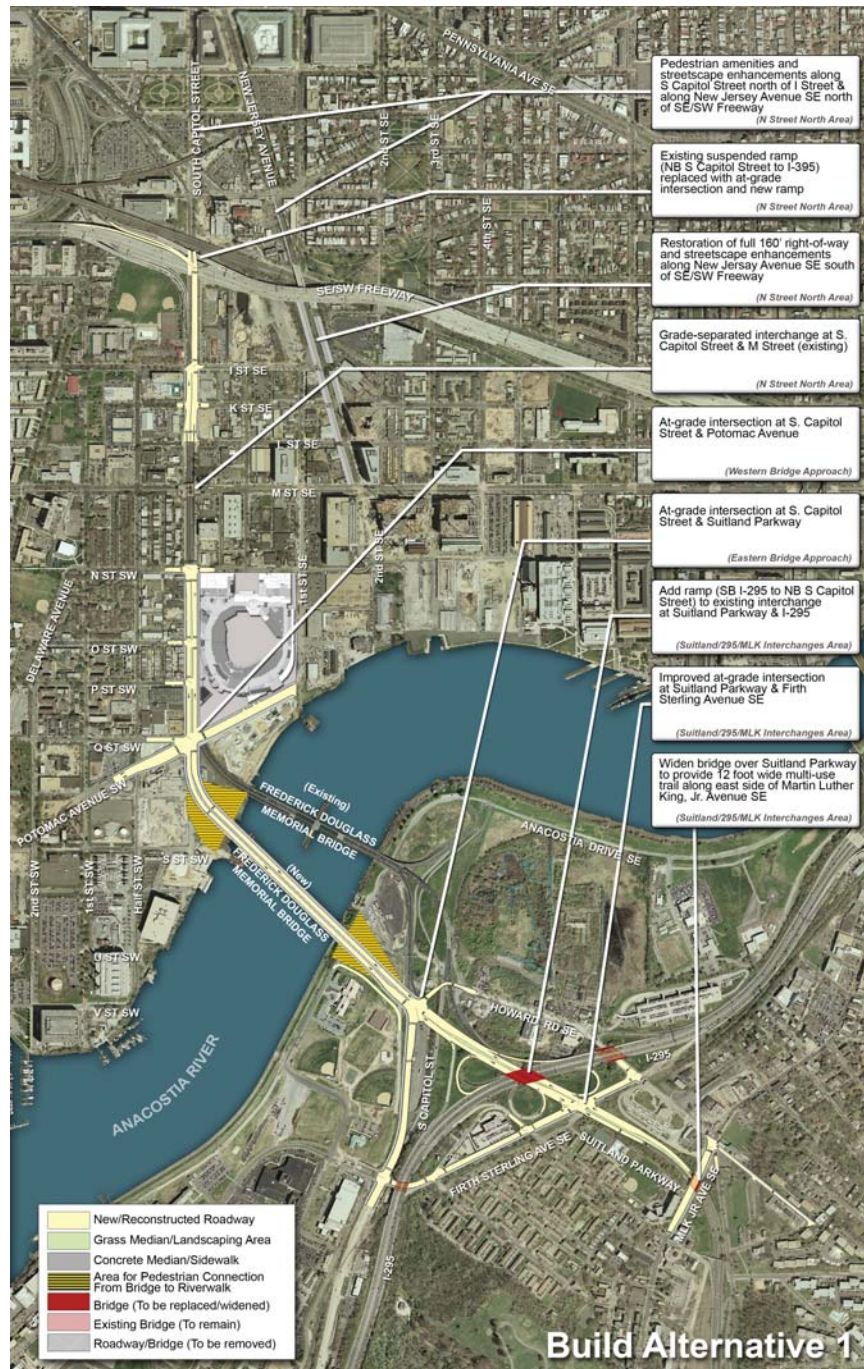 PENNSYLVANIA AVE SE
SOUTH CAPITOL STREET
NEW JERSEY AVENUE
2nd ST SE
3rd ST SE
4th ST SE
Pedestrian amenities and
streetscape enhancements along
S Capitol Street north of I Street &
along New Jersey Avenue SE north
of SE/SW Freeway
(N Street North Area)
Existing suspended ramp
(NB S Capitol Street to I-395)
replaced with at-grade
intersection and new ramp
(N Street North Area)
Restoration of full 160' right-of-way
and streetscape enhancements
along New Jersay Avenue SE south
of SE/SW Freeway
(N Street North Area)
Grade-separated interchange at S.
Capitol Street & M Street (existing)
(N Street North Area)
At-grade intersection at S. Capitol
Street & Potomac Avenue
(Western Bridge Approach)
At-grade intersection at S. Capitol
Street & Suitland Parkway
(Eastern Bridge Approach)
Add ramp (SB I-295 to NB S Capitol
Street) to existing interchange
at Suitland Parkway & I-295
(Suitland/295/MLK Interchanges Area)
Improved at-grade intersection
at Suitland Parkway & Firth
Sterling Avenue SE
(Suitland/295/MLK Interchanges Area)
Widen bridge over Suitland Parkway
to provide 12 foot wide multi-use
trail along east side of Martin Luther
King, Jr. Avenue SE
(Suitland/295/MLK Interchanges Area)
SE/SW FREEWAY
I ST SE
K ST SE
L ST SE
M ST SE
1st ST SE
2nd ST SE
N ST SW
DELAWARE AVENUE
O ST SW
P ST SW
Q ST SW
POTOMAC AVENUE SW
(Existing)
FREDERICK DOUGLASS
MEMORIAL BRIDGE
ANACOSTIA DRIVE SE
S ST SW
2nd ST SW
1st ST SW
Half ST SW
(New)
FREDERICK DOUGLASS
MEMORIAL BRIDGE
U ST SW
V ST SW
ANACOSTIA RIVER
HOWARD RD SE
I-295
S CAPITOL ST
FIRTH STERLING AVE SE
SUITLAND PARKWAY
MLK JR AVE SE
I-295
New/Reconstructed Roadway
Grass Median/Landscaping Area
Concrete Median/Sidewalk
Area for Pedestrian Connection
From Bridge to Riverwalk
Bridge (To be replaced/widened)
Existing Bridge (To remain)
Roadway/Bridge (To be removed)
Build Alternative 1